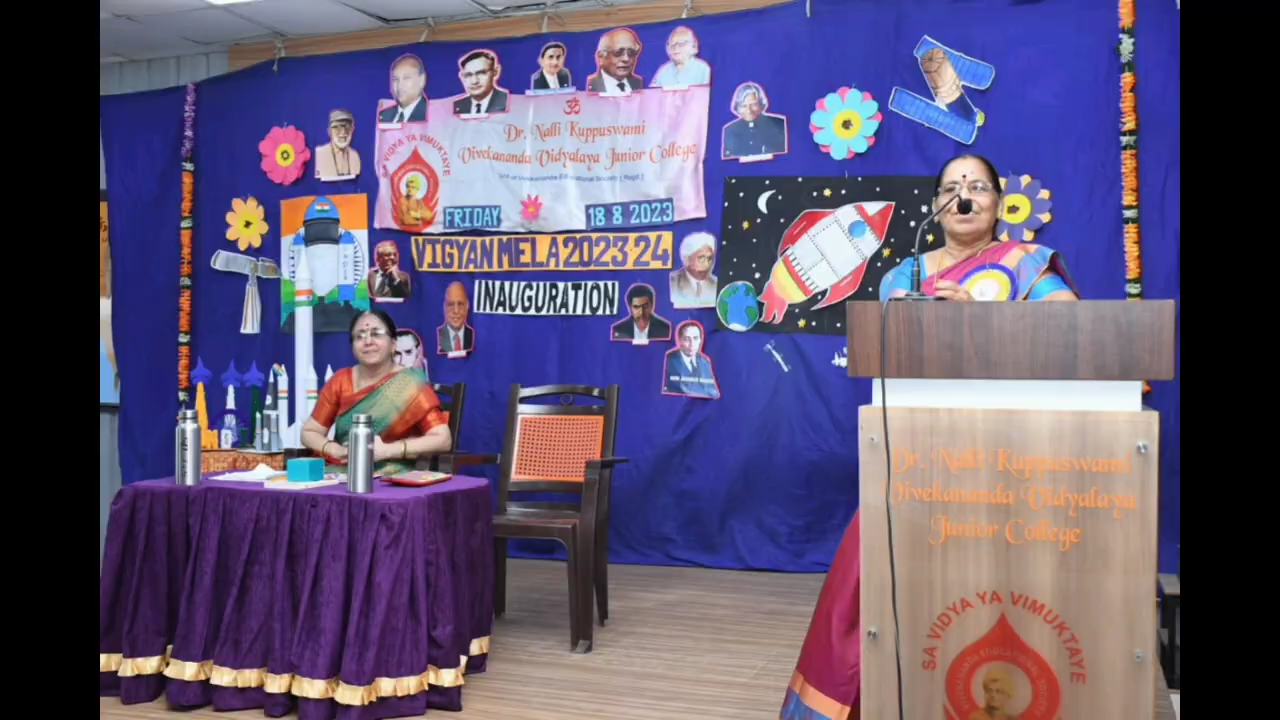 ॐ
Dr. Nalli Kuppuswami
Vivekananda Vidyalaya Junior College
SA VIDYA YA VIMUKTAYE
FRIDAY
18 8 2023
VIGYAN MELA 2023-24
INAUGURATION
Dr. Nalli Kuppuswami
Vivekananda Vidyalaya
Junior College
SA VIDYA YA VIMUKTAYE